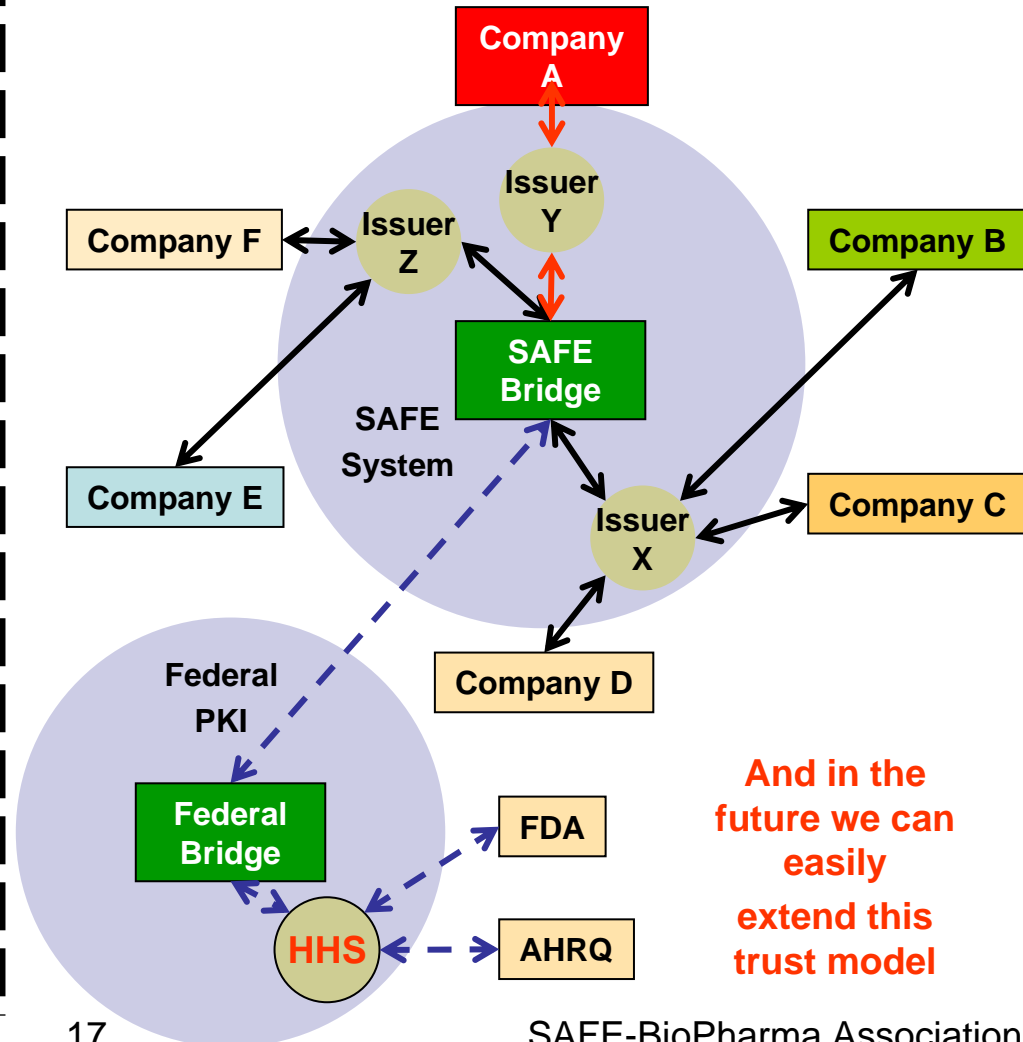 Company
A
Issuer
Y
Issuer
Z
Company F
Company B
SAFE
Bridge
SAFE
System
Company E
Company C
Issuer
X
Federal
PKI
Company D
Federal
Bridge
FDA
And in the
future we can
easily
extend this
trust model
HHS
AHRQ
17
SAFE-BioPharma Association